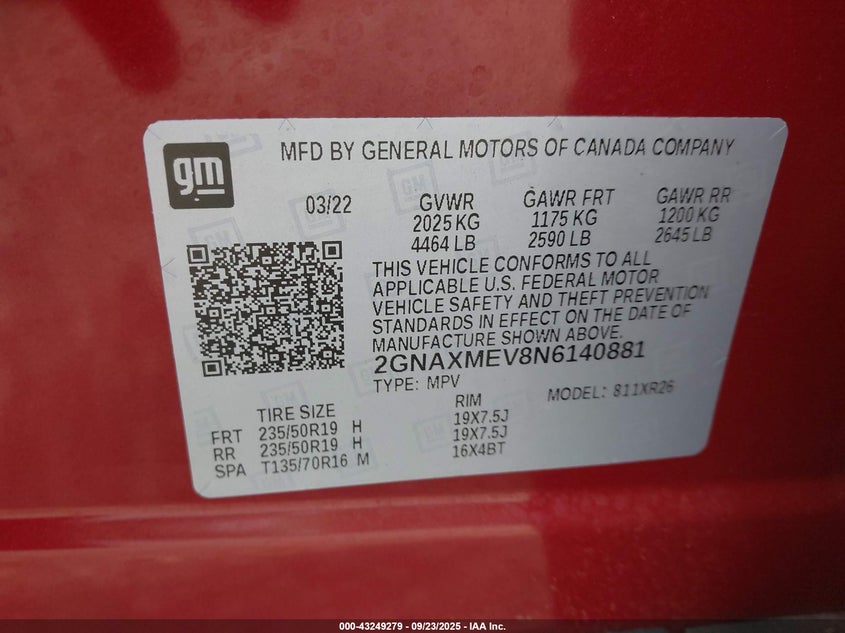 gm
MFD BY GENERAL MOTORS OF CANADA COMPANY
03/22 GVWR GAWR FRT GAWR RR
2025 KG 1175 KG 1200 KG
4464 LB 2590 LB 2645 LB
THIS VEHICLE CONFORMS TO ALL
APPLICABLE U.S. FEDERAL MOTOR
VEHICLE SAFETY AND THEFT PREVENTION
STANDARDS IN EFFECT ON THE DATE OF
MANUFACTURE SHOWN ABOVE.
2GNAXMEV8N6140881
TYPE: MPV MODEL: 811XR26
TIRE SIZE RIM
FRT 235/50R19 H 19X7.5J
RR 235/50R19 H 19X7.5J
SPA T135/70R16 M 16X4BT
000-43249279 - 09/23/2025 - IAA Inc.